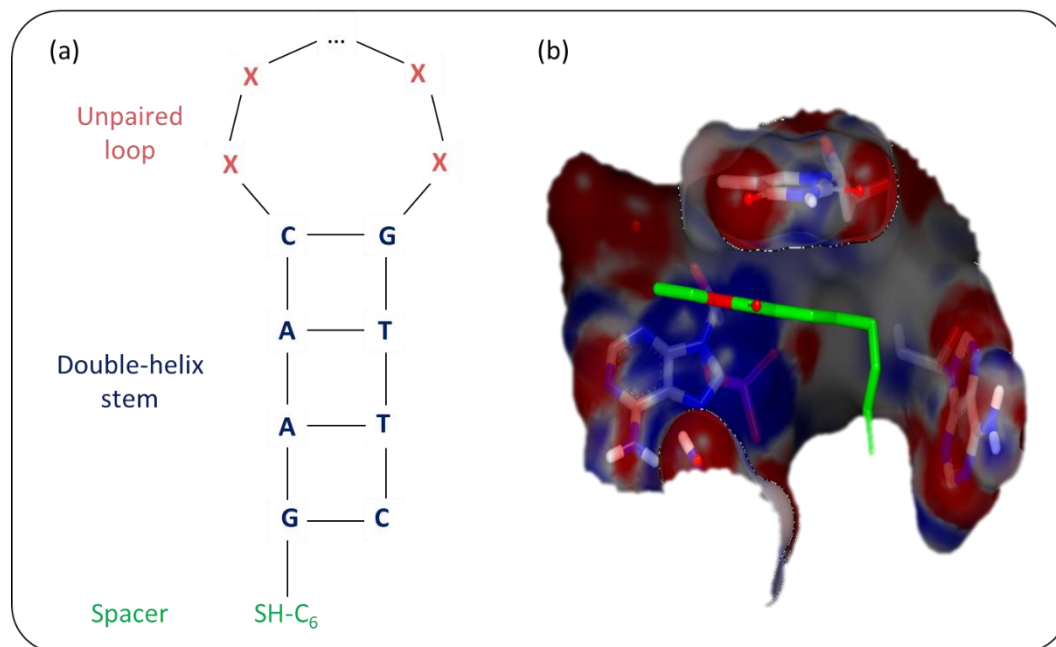 (a)
(b)
...
X X
Unpaired
loop
X X
C G
A T
Double-helix
stem
A T
G C
Spacer SH-C6